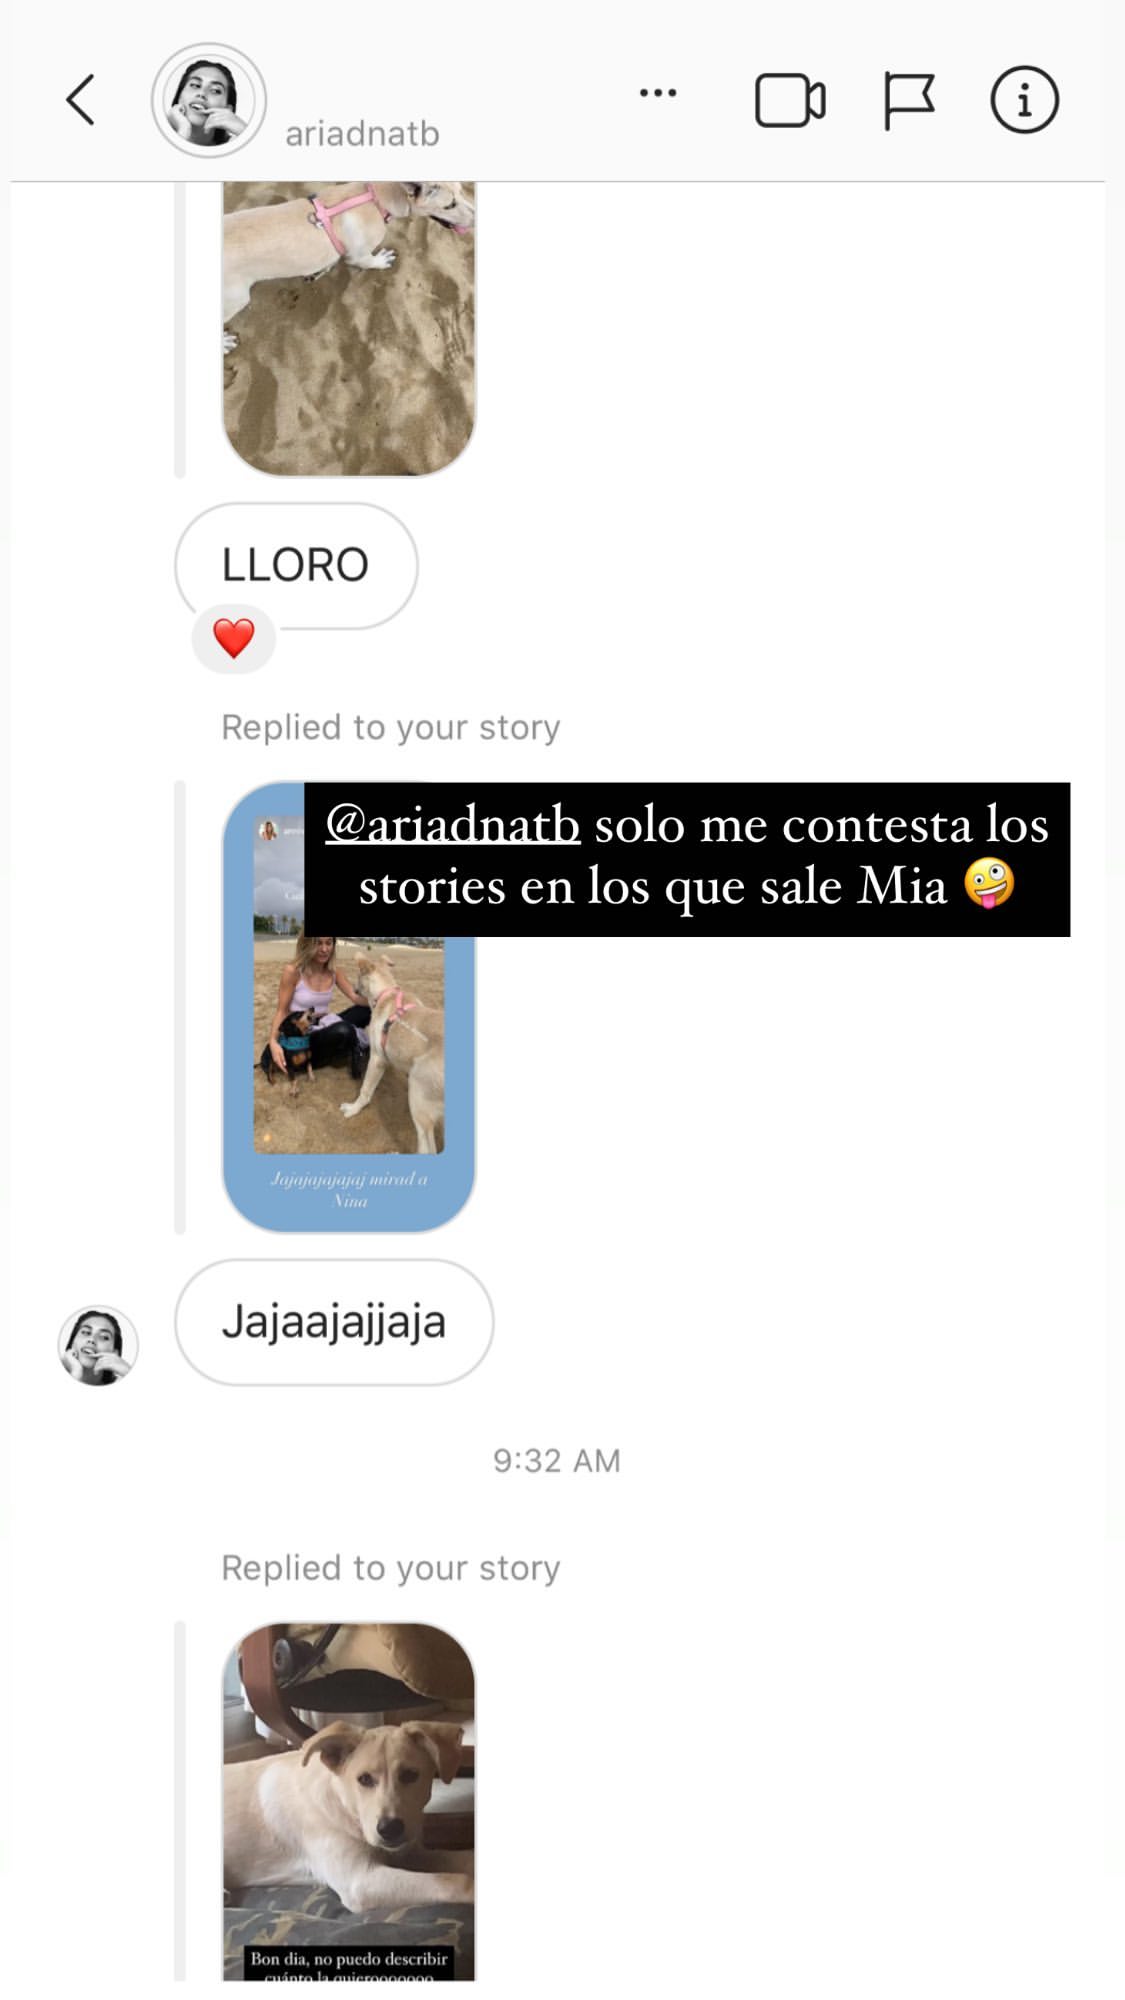 ariadnatb
LLORO
❤️
Replied to your story
@ariadnatb solo me contesta los
stories en los que sale Mia 🤪
Jajajajajajaj mirad a
Nina
Jajaajajjaja
9:32 AM
Replied to your story
Bon dia, no puedo describir
cuánto la quierooooooo